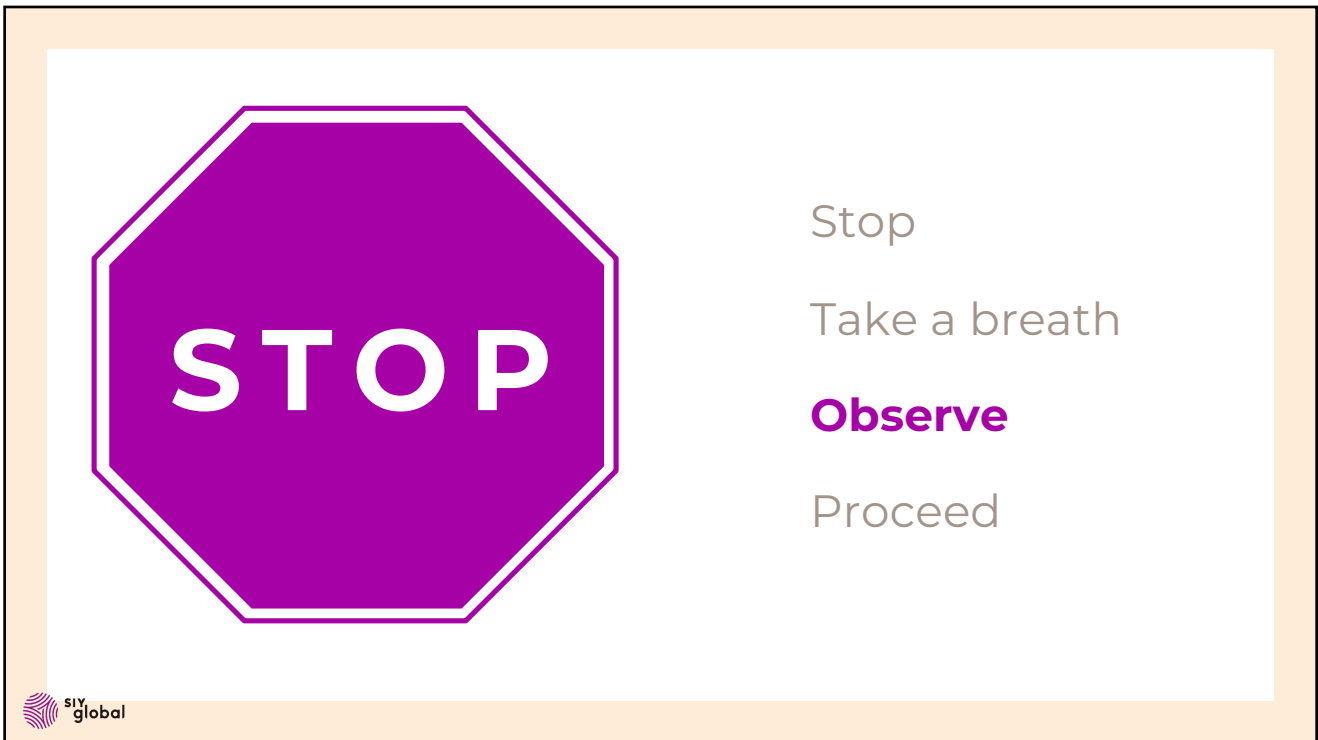 STOP
Stop
Take a breath
Observe
Proceed
SIY
global